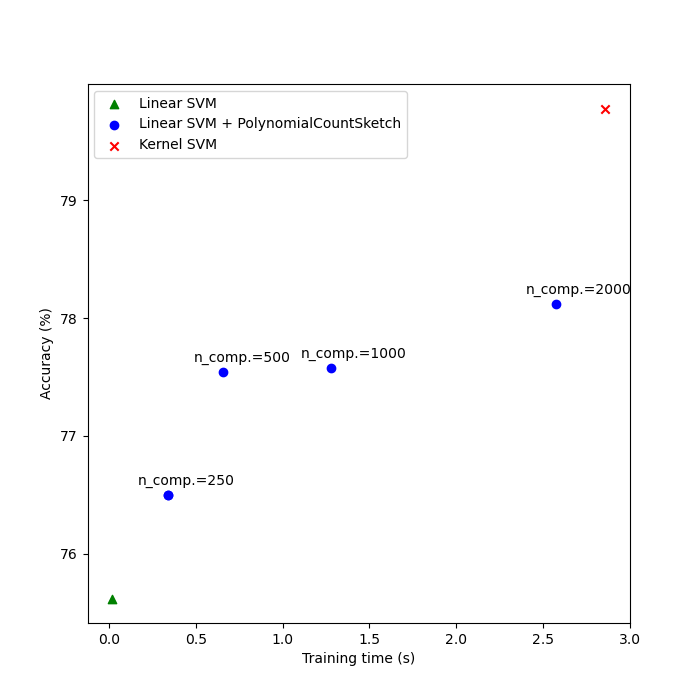 Linear SVM
Linear SVM + PolynomialCountSketch
Kernel SVM
79
78
77
76
n_comp.=2000
n_comp.=500
n_comp.=1000
n_comp.=250
Accuracy (%)
0.0 0.5 1.0 1.5 2.0 2.5 3.0
Training time (s)